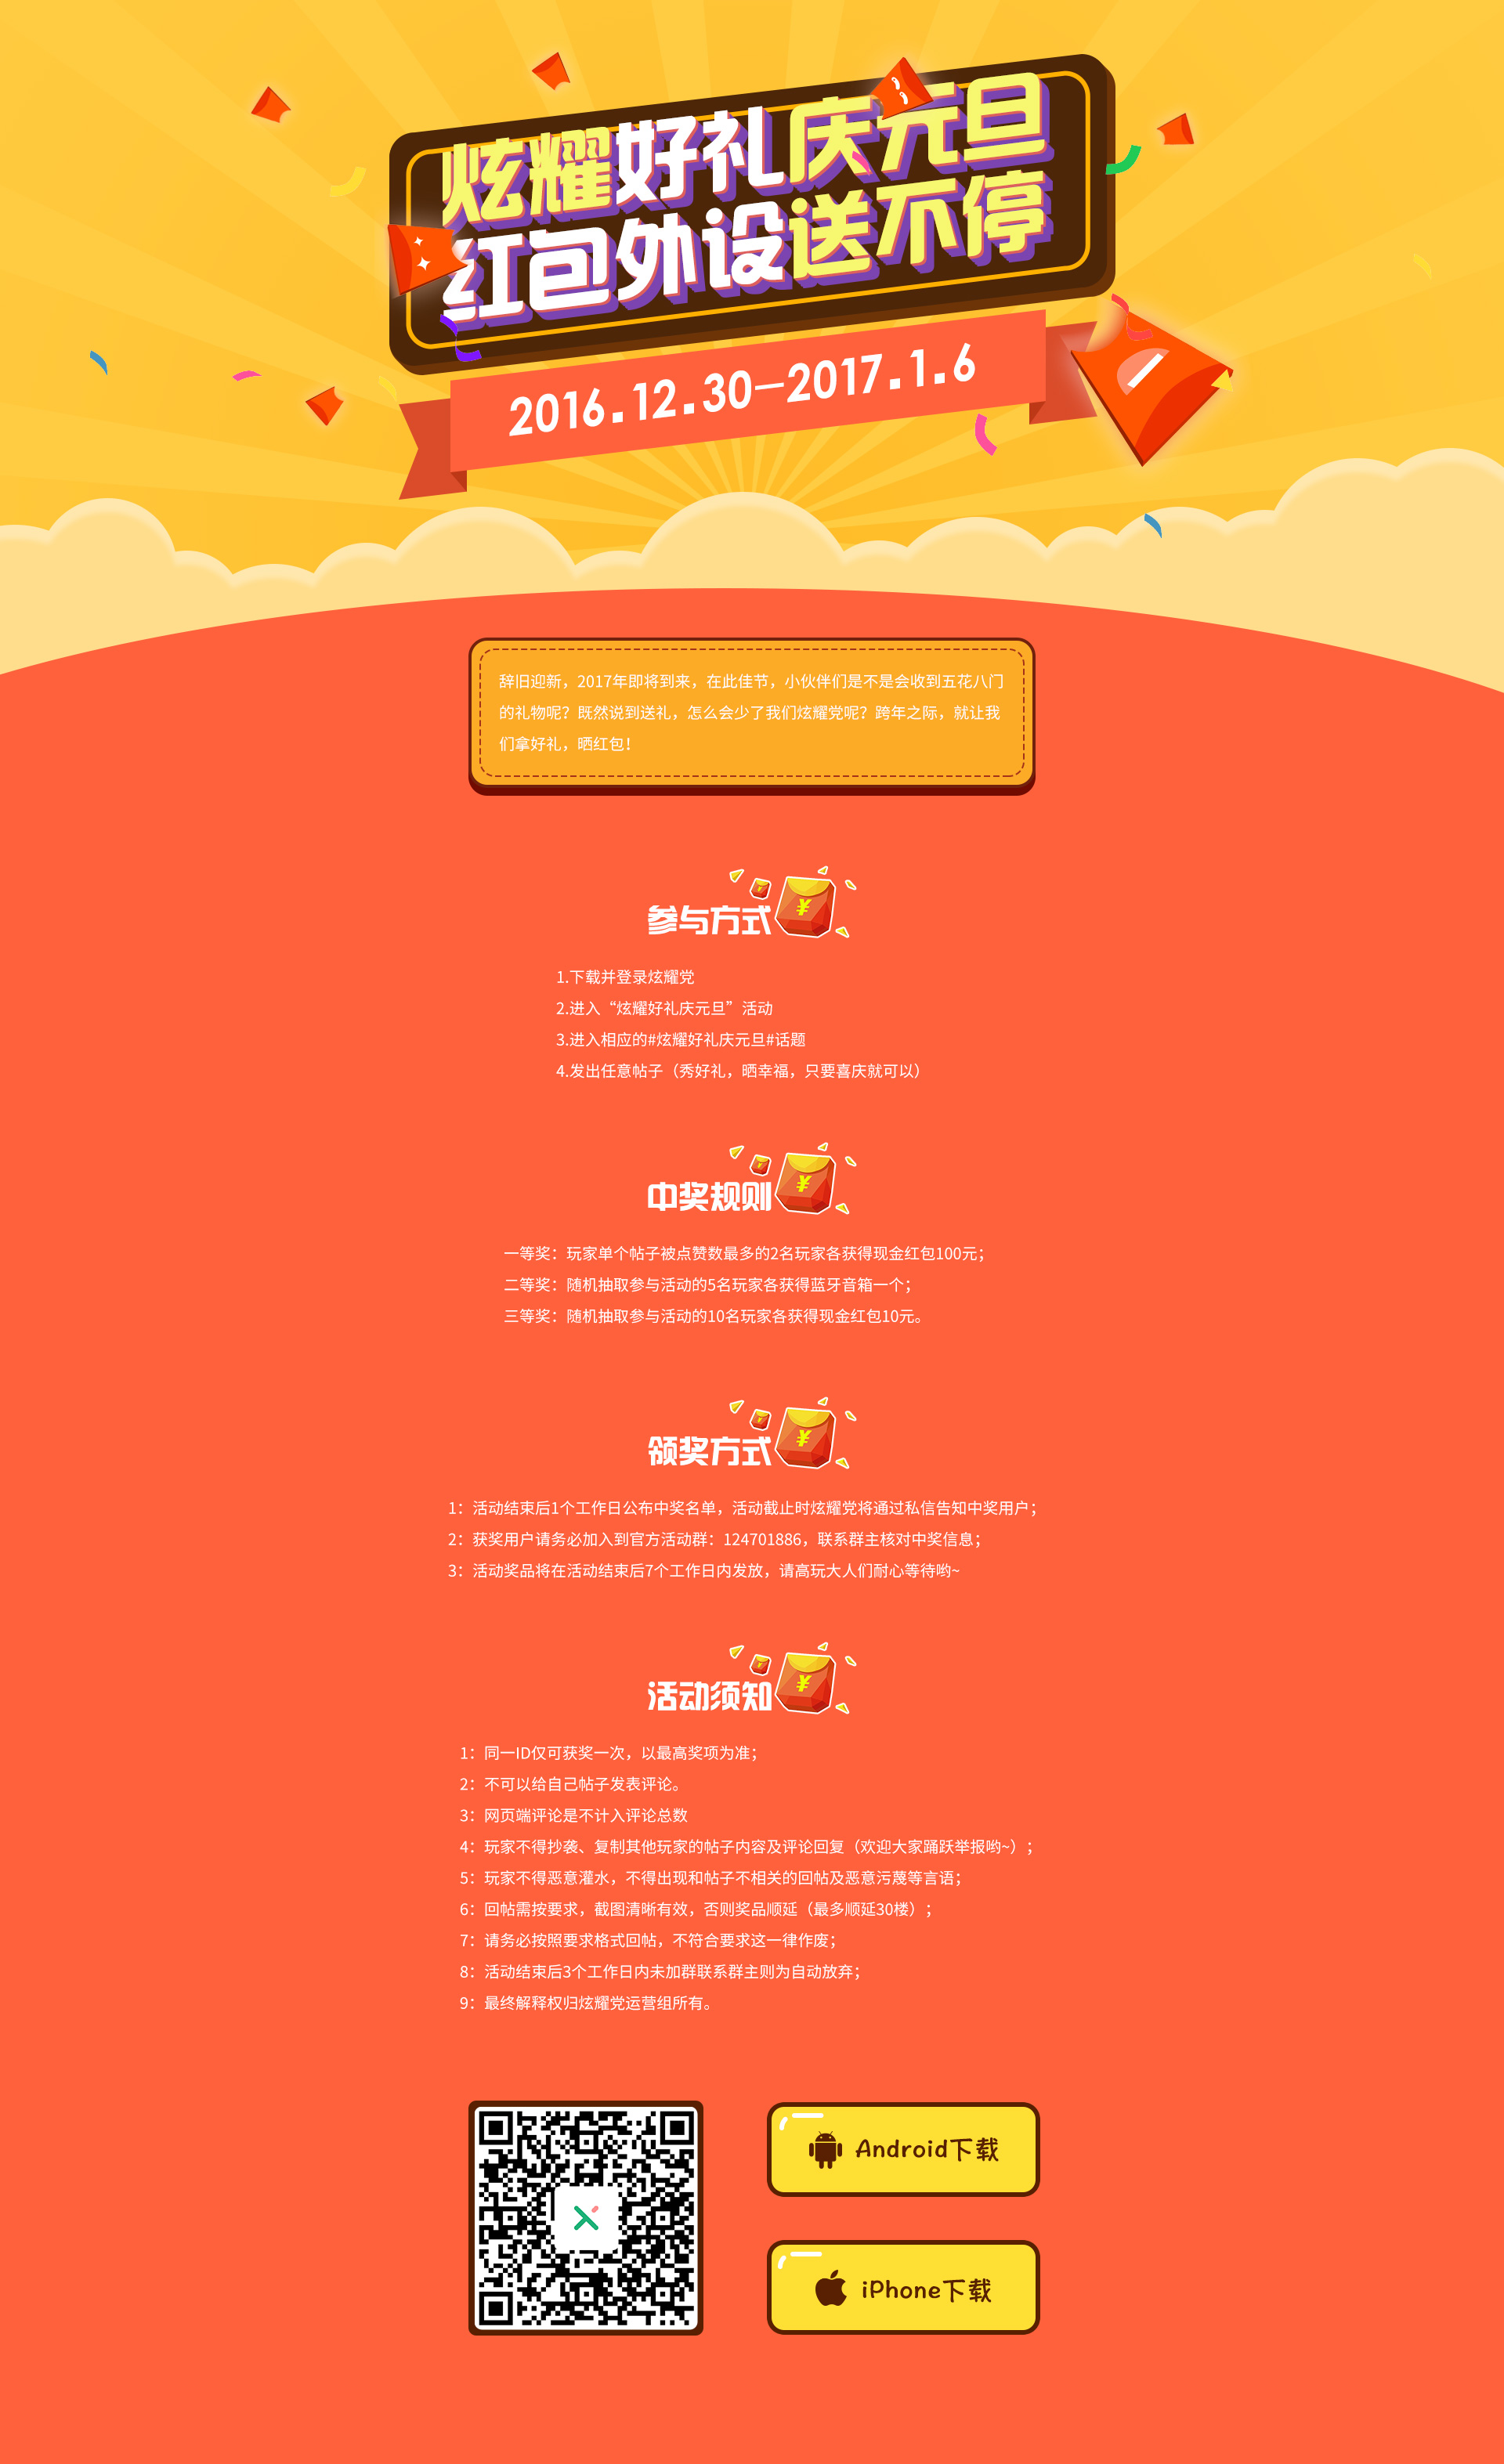 炫耀好礼庆元旦
红包外设送不停
2016.12.30—2017.1.6
辞旧迎新，2017年即将到来，在此佳节，小伙伴们是不是会收到五花八门
的礼物呢？既然说到送礼，怎么会少了我们炫耀党呢？跨年之际，就让我
们拿好礼，晒红包！
参与方式
¥
¥
1.下载并登录炫耀党
2.进入“炫耀好礼庆元旦”活动
3.进入相应的#炫耀好礼庆元旦#话题
4.发出任意帖子（秀好礼，晒幸福，只要喜庆就可以）
中奖规则
¥
¥
一等奖：玩家单个帖子被点赞数最多的2名玩家各获得现金红包100元；
二等奖：随机抽取参与活动的5名玩家各获得蓝牙音箱一个；
三等奖：随机抽取参与活动的10名玩家各获得现金红包10元。
领奖方式
¥
¥
1：活动结束后1个工作日公布中奖名单，活动截止时炫耀党将通过私信告知中奖用户；
2：获奖用户请务必加入到官方活动群：124701886，联系群主核对中奖信息；
3：活动奖品将在活动结束后7个工作日内发放，请高玩大人们耐心等待哟~
活动须知
¥
¥
1：同一ID仅可获奖一次，以最高奖项为准；
2：不可以给自己帖子发表评论。
3：网页端评论是不计入评论总数
4：玩家不得抄袭、复制其他玩家的帖子内容及评论回复（欢迎大家踊跃举报哟~）；
5：玩家不得恶意灌水，不得出现和帖子不相关的回帖及恶意污蔑等言语；
6：回帖需按要求，截图清晰有效，否则奖品顺延（最多顺延30楼）；
7：请务必按照要求格式回帖，不符合要求这一律作废；
8：活动结束后3个工作日内未加群联系群主则为自动放弃；
9：最终解释权归炫耀党运营组所有。
Android下载
iPhone下载